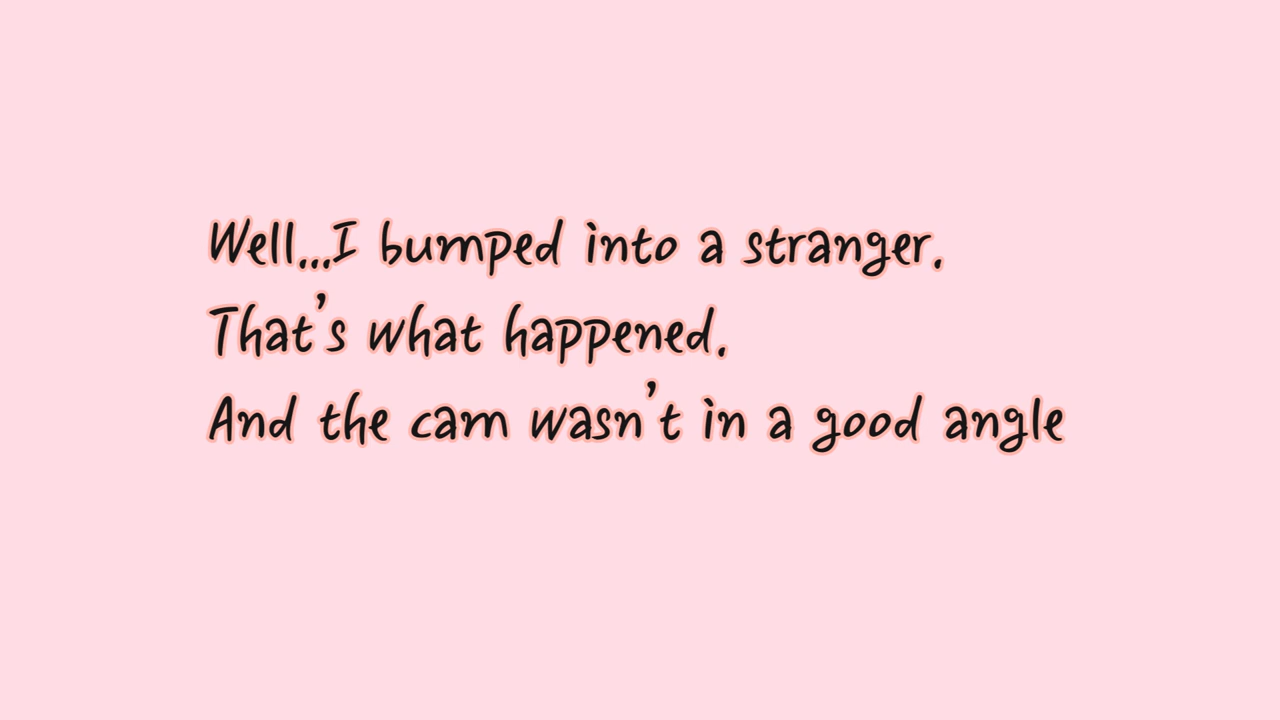 Well...I bumped into a stranger.
That's what happened.
And the cam wasn't in a good angle